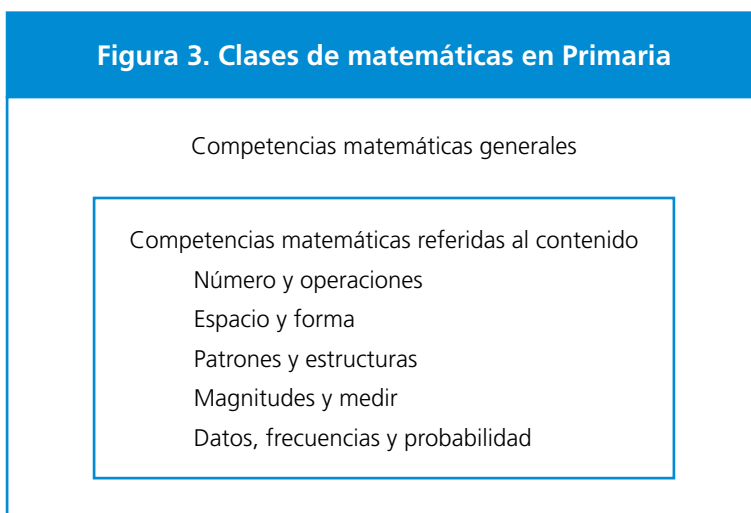 Figura 3. Clases de matemáticas en Primaria
Competencias matemáticas generales
Competencias matemáticas referidas al contenido
Número y operaciones
Espacio y forma
Patrones y estructuras
Magnitudes y medir
Datos, frecuencias y probabilidad